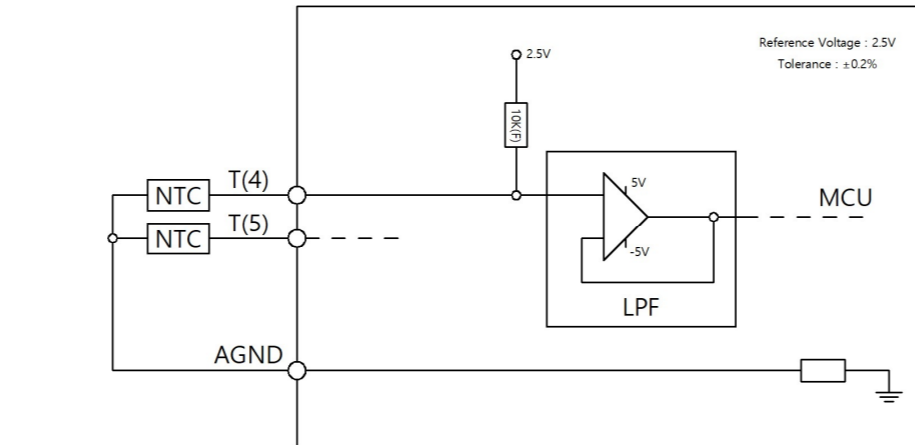 Reference Voltage : 2.5V
Tolerance : ±0.2%
2.5V
10K(F)
NTC
T(4)
5V
MCU
NTC
T(5)
-5V
LPF
AGND